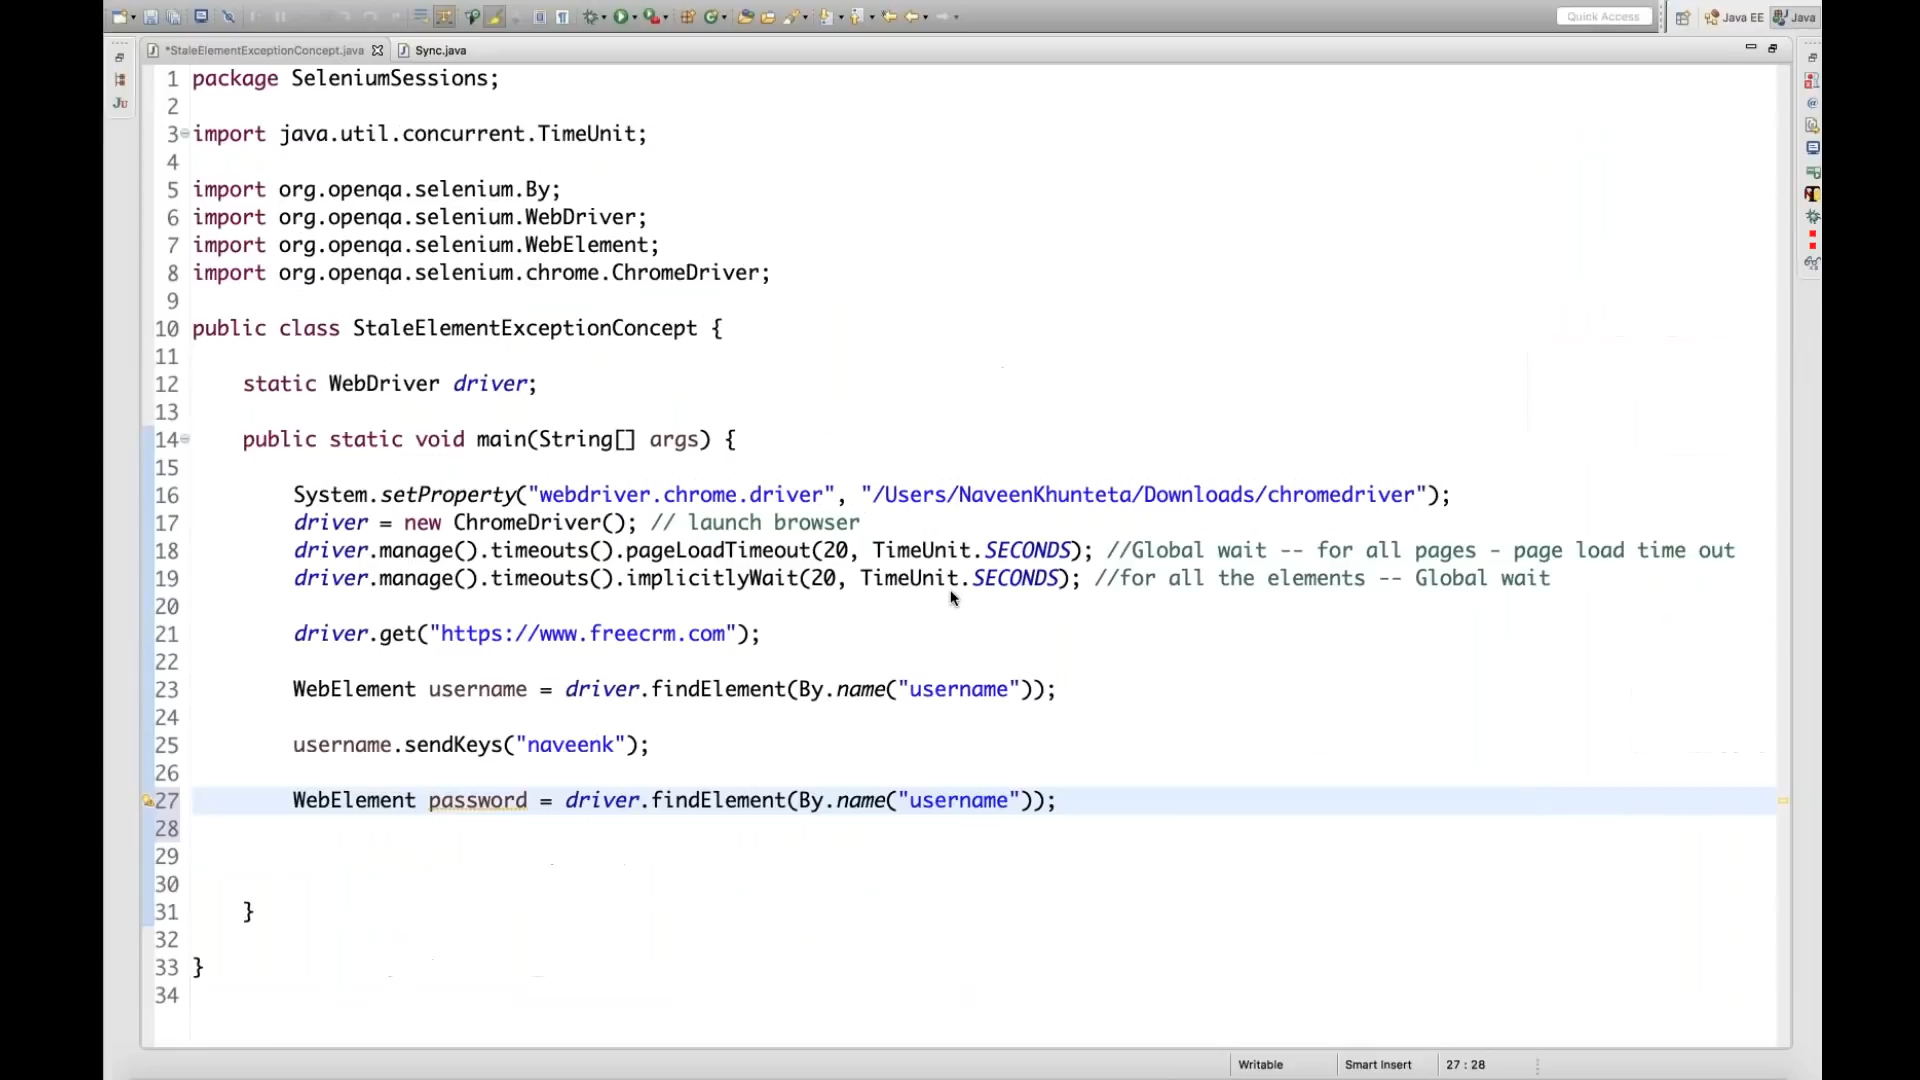 Quick Access
Java EE
Java
*StaleElementExceptionConcept.java
Sync.java
1 package SeleniumSessions;
2
3 import java.util.concurrent.TimeUnit;
4
5 import org.openqa.selenium.By;
6 import org.openqa.selenium.WebDriver;
7 import org.openqa.selenium.WebElement;
8 import org.openqa.selenium.chrome.ChromeDriver;
9
10 public class StaleElementExceptionConcept {
11
12 static WebDriver driver;
13
14 public static void main(String[] args) {
15
16 System.setProperty("webdriver.chrome.driver", "/Users/NaveenKhunteta/Downloads/chromedriver");
17 driver = new ChromeDriver(); // launch browser
18 driver.manage().timeouts().pageLoadTimeout(20, TimeUnit.SECONDS); //Global wait -- for all pages - page load time out
19 driver.manage().timeouts().implicitlyWait(20, TimeUnit.SECONDS); //for all the elements -- Global wait
20
21 driver.get("https://www.freecrm.com");
22
23 WebElement username = driver.findElement(By.name("username"));
24
25 username.sendKeys("naveenk");
26
27 WebElement password = driver.findElement(By.name("username"));
28
29
30
31 }
32
33 }
34
Writable
Smart Insert
27 : 28